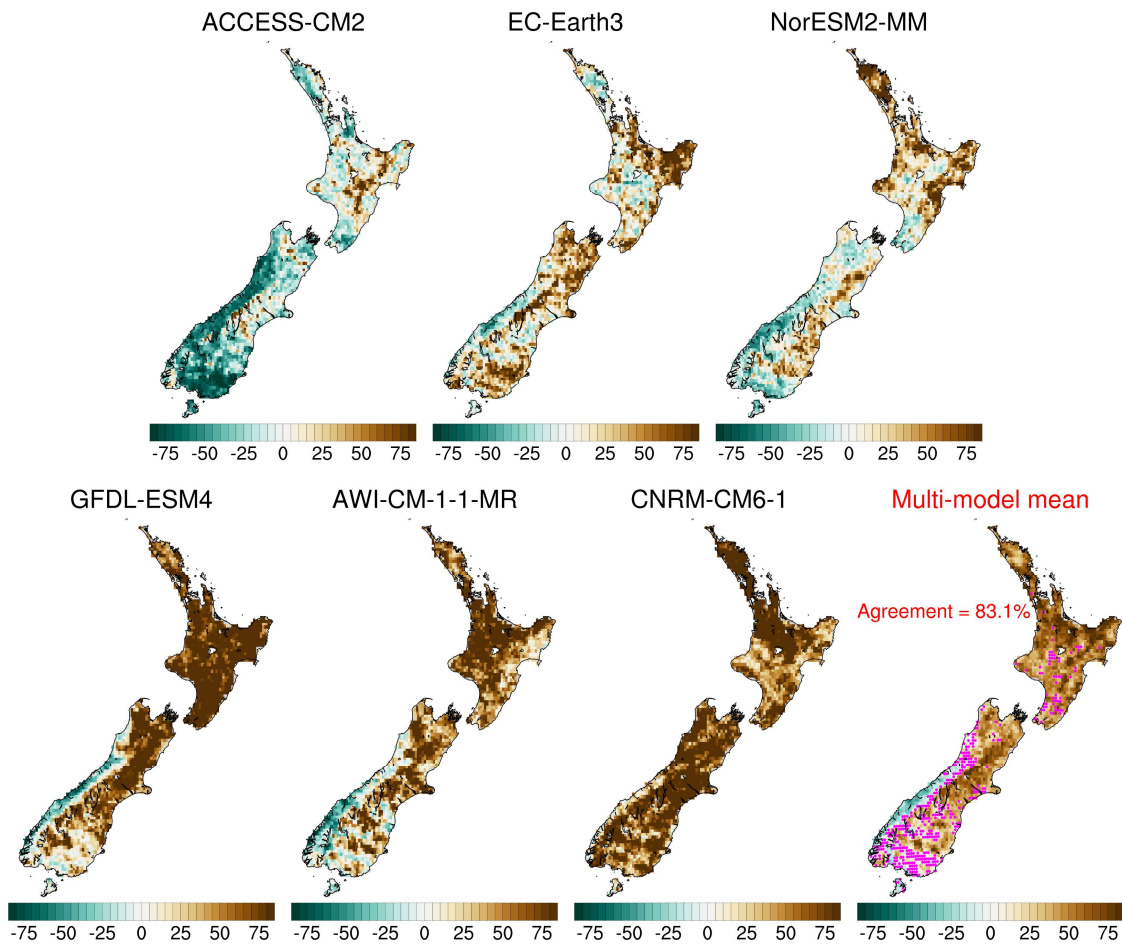 ACCESS-CM2 EC-Earth3 NorESM2-MM
-75 -50 -25 0 25 50 75 -75 -50 -25 0 25 50 75 -75 -50 -25 0 25 50 75
GFDL-ESM4 AWI-CM-1-1-MR CNRM-CM6-1 Multi-model mean
Agreement = 83.1%
-75 -50 -25 0 25 50 75 -75 -50 -25 0 25 50 75 -75 -50 -25 0 25 50 75 -75 -50 -25 0 25 50 75